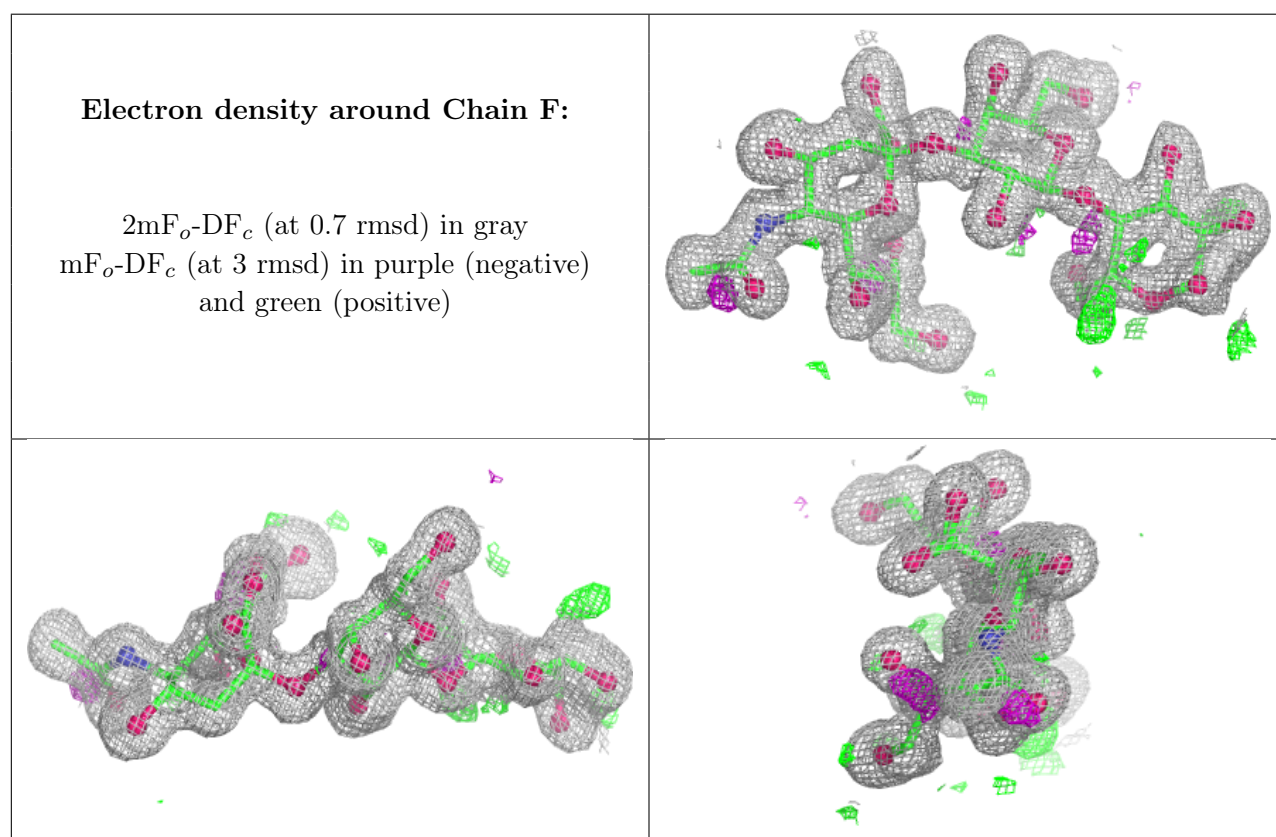 Electron density around Chain F:
2mFo-DFc (at 0.7 rmsd) in gray
mFo-DFc (at 3 rmsd) in purple (negative)
and green (positive)